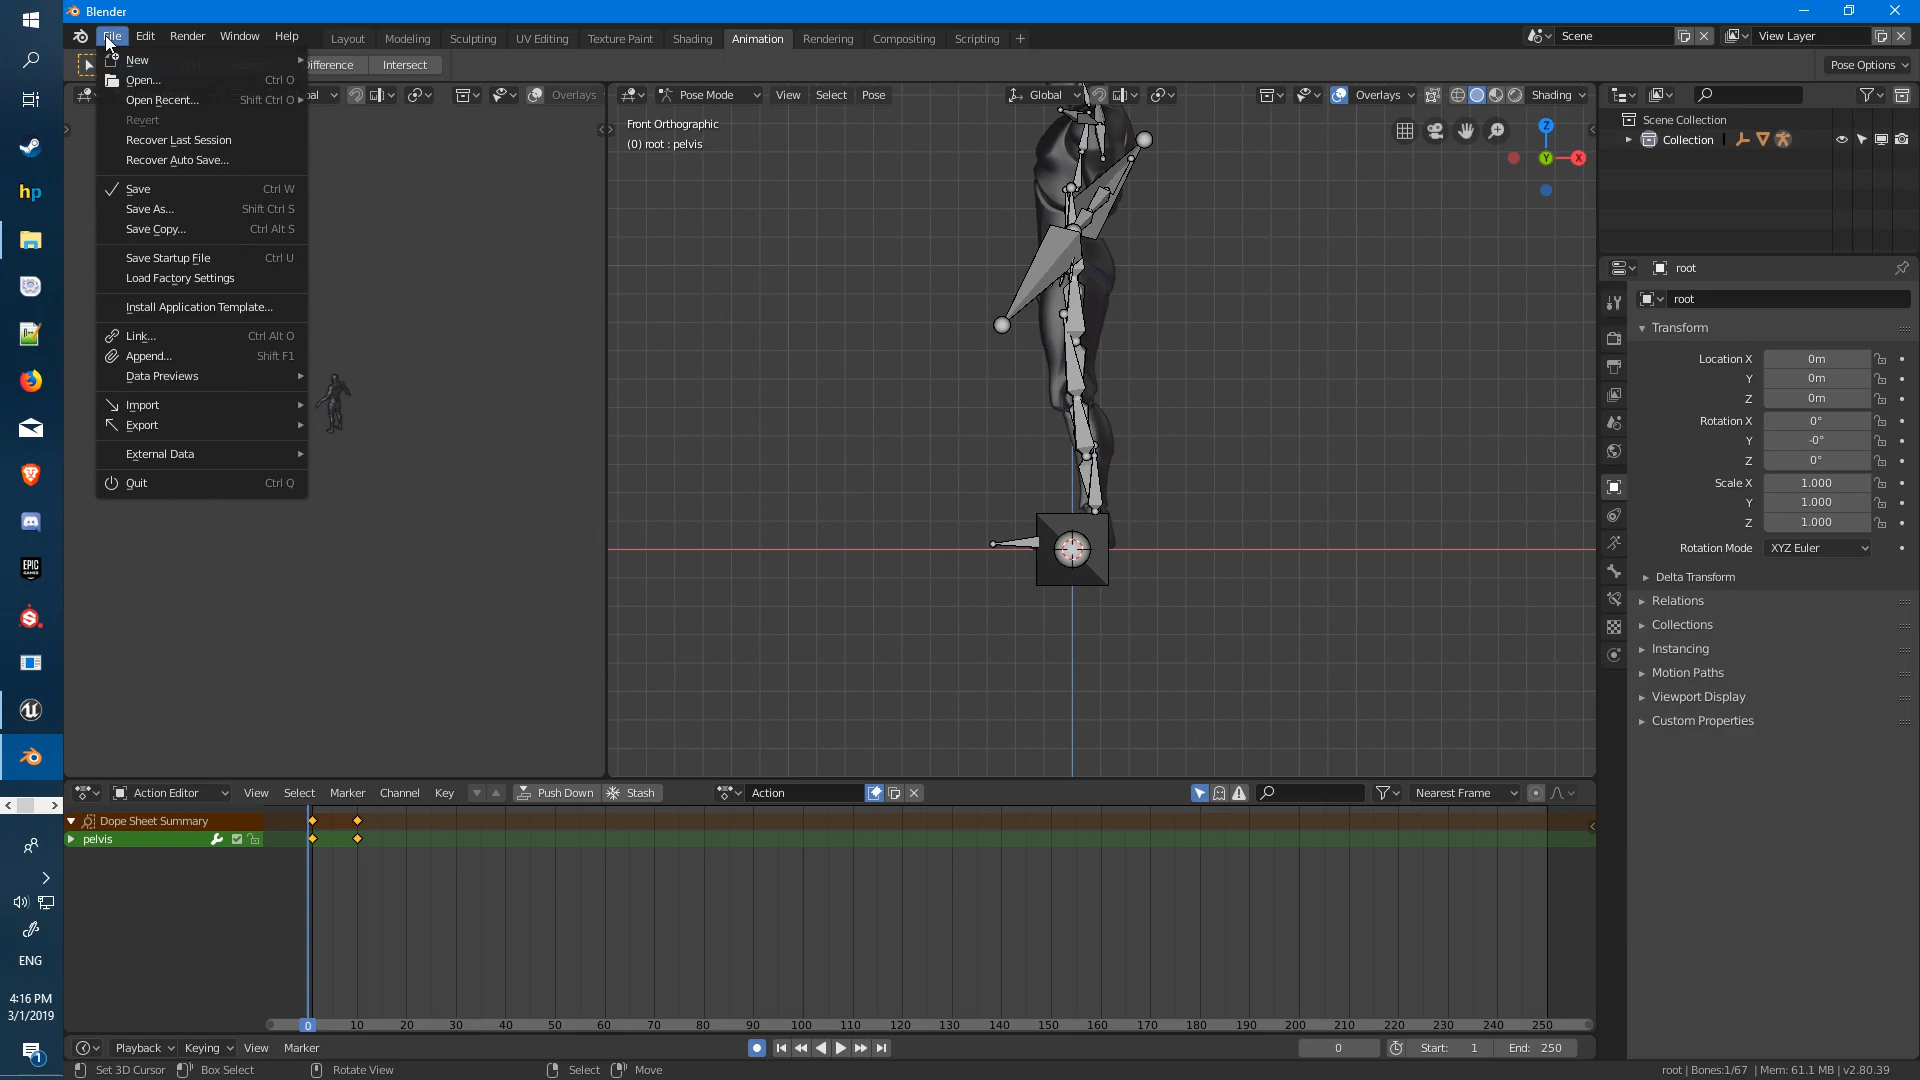 Blender
File Edit Render Window Help
Layout Modeling Sculpting UV Editing Texture Paint Shading Animation Rendering Compositing Scripting +
Scene
View Layer
ifference Intersect
Pose Options
New
Open... Ctrl O
Open Recent... Shift Ctrl O
Revert
Recover Last Session
Recover Auto Save...
Save Ctrl W
Save As... Shift Ctrl S
Save Copy... Ctrl Alt S
Save Startup File Ctrl U
Load Factory Settings
Install Application Template...
Link... Ctrl Alt O
Append... Shift F1
Data Previews
Import
Export
External Data
Quit Ctrl Q
bal Overlays
Pose Mode View Select Pose Global Overlays Shading
Front Orthographic
(0) root : pelvis
Z
Y
X
Scene Collection
Collection
root
root
Transform
Location X 0m
Y 0m
Z 0m
Rotation X 0°
Y -0°
Z 0°
Scale X 1.000
Y 1.000
Z 1.000
Rotation Mode XYZ Euler
Delta Transform
Relations
Collections
Instancing
Motion Paths
Viewport Display
Custom Properties
Action Editor View Select Marker Channel Key Push Down Stash Action Nearest Frame
Dope Sheet Summary
pelvis
0 10 20 30 40 50 60 70 80 90 100 110 120 130 140 150 160 170 180 190 200 210 220 230 240 250
Playback Keying View Marker 0 Start: 1 End: 250
Set 3D Cursor Box Select Rotate View Select Move root | Bones:1/67 | Mem: 61.1 MB | v2.80.39
hp
EPIC
GAMES
ENG
4:16 PM
3/1/2019
1